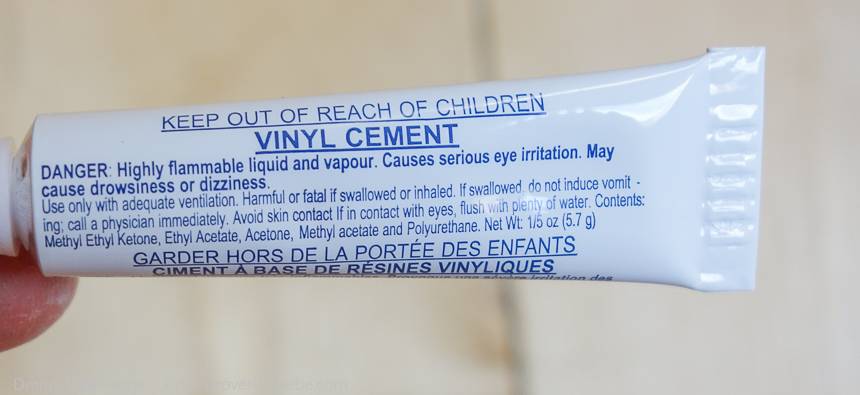 KEEP OUT OF REACH OF CHILDREN
VINYL CEMENT
DANGER: Highly flammable liquid and vapour. Causes serious eye irritation. May
cause drowsiness or dizziness.
Use only with adequate ventilation. Harmful or fatal if swallowed or inhaled. If swallowed, do not induce vomit -
ing; call a physician immediately. Avoid skin contact If in contact with eyes, flush with plenty of water. Contents:
Methyl Ethyl Ketone, Ethyl Acetate, Acetone, Methyl acetate and Polyurethane. Net Wt: 1/5 oz (5.7 g)
GARDER HORS DE LA PORTÉE DES ENFANTS
CIMENT À BASE DE RÉSINES VINYLIQUES